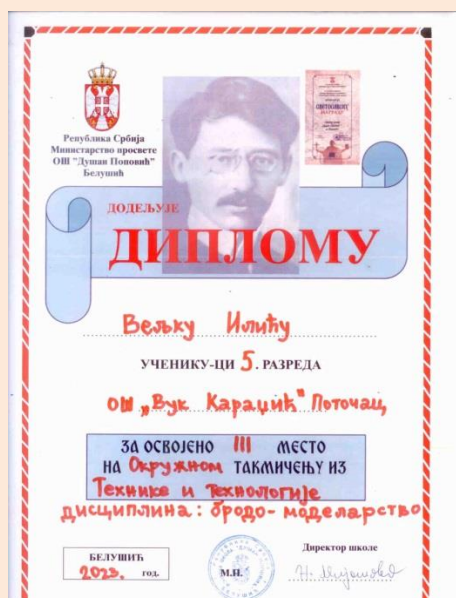 Република Србија
Министарство просвете
ОШ "Душан Поповић"
Белушић
СВЕТОСАВСКУ
НАГРАДУ
ДОДЕЉУЈЕ
ДИПЛОМУ
Вељку Илићу
УЧЕНИКУ-ЦИ 5. РАЗРЕДА
ОШ „Вук Караџић" Поточац
ЗА ОСВОЈЕНО III МЕСТО
НА Окружном ТАКМИЧЕЊУ ИЗ
Технике и Технологије
дисциплина: бродо-моделарство
БЕЛУШИЋ
2023. год.
М.П.
Директор школе